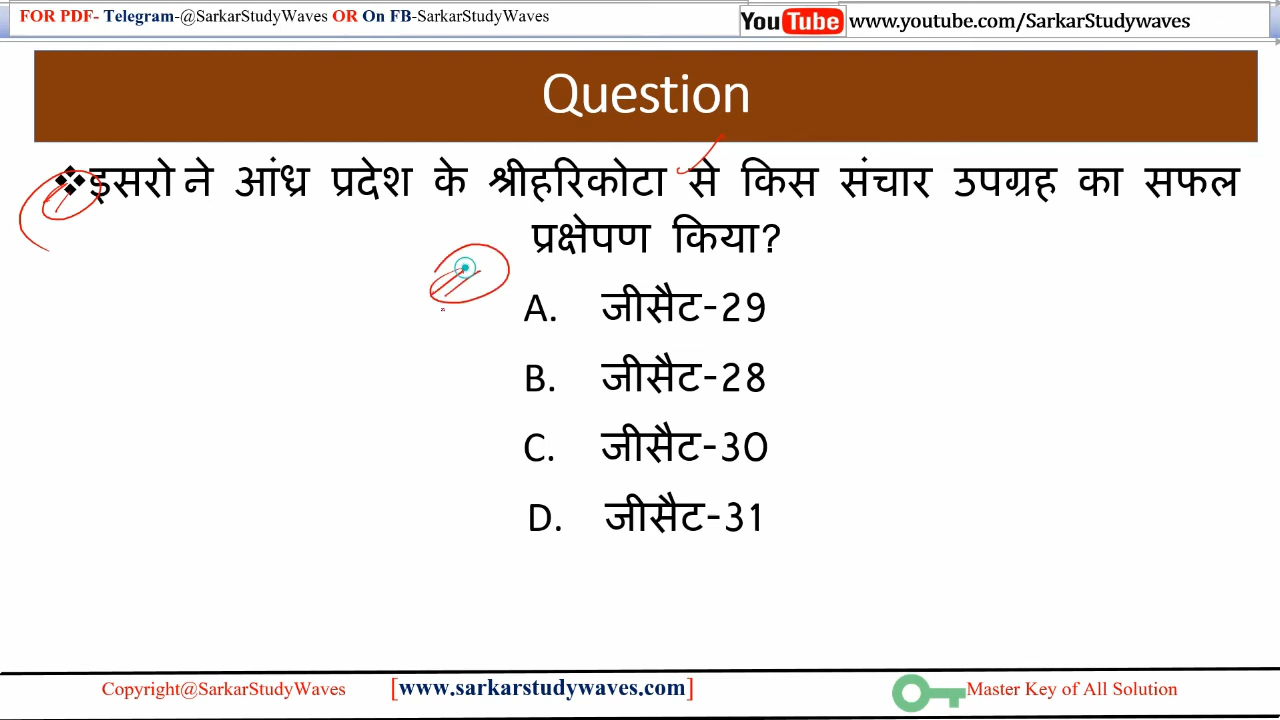 FOR PDF- Telegram-@SarkarStudyWaves OR On FB-SarkarStudyWaves
YouTube www.youtube.com/SarkarStudywaves
Question
❖इसरो ने आंध्र प्रदेश के श्रीहरिकोटा से किस संचार उपग्रह का सफल
प्रक्षेपण किया?
A. जीसैट-29
B. जीसैट-28
C. जीसैट-30
D. जीसैट-31
Copyright@SarkarStudyWaves [www.sarkarstudywaves.com] Master Key of All Solution